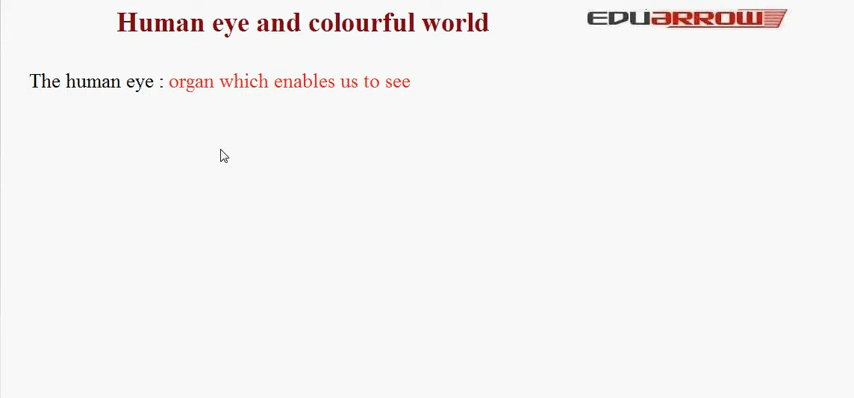 Human eye and colourful world
EDUARROW
The human eye : organ which enables us to see